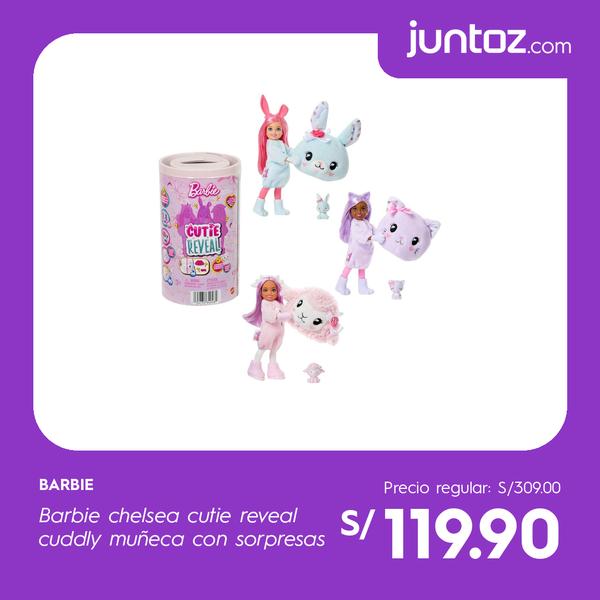 juntoz.com
Barbie
CUTIE
REVEAL
BARBIE
Precio regular: S/309.00
Barbie chelsea cutie reveal
cuddly muñeca con sorpresas
S/119.90